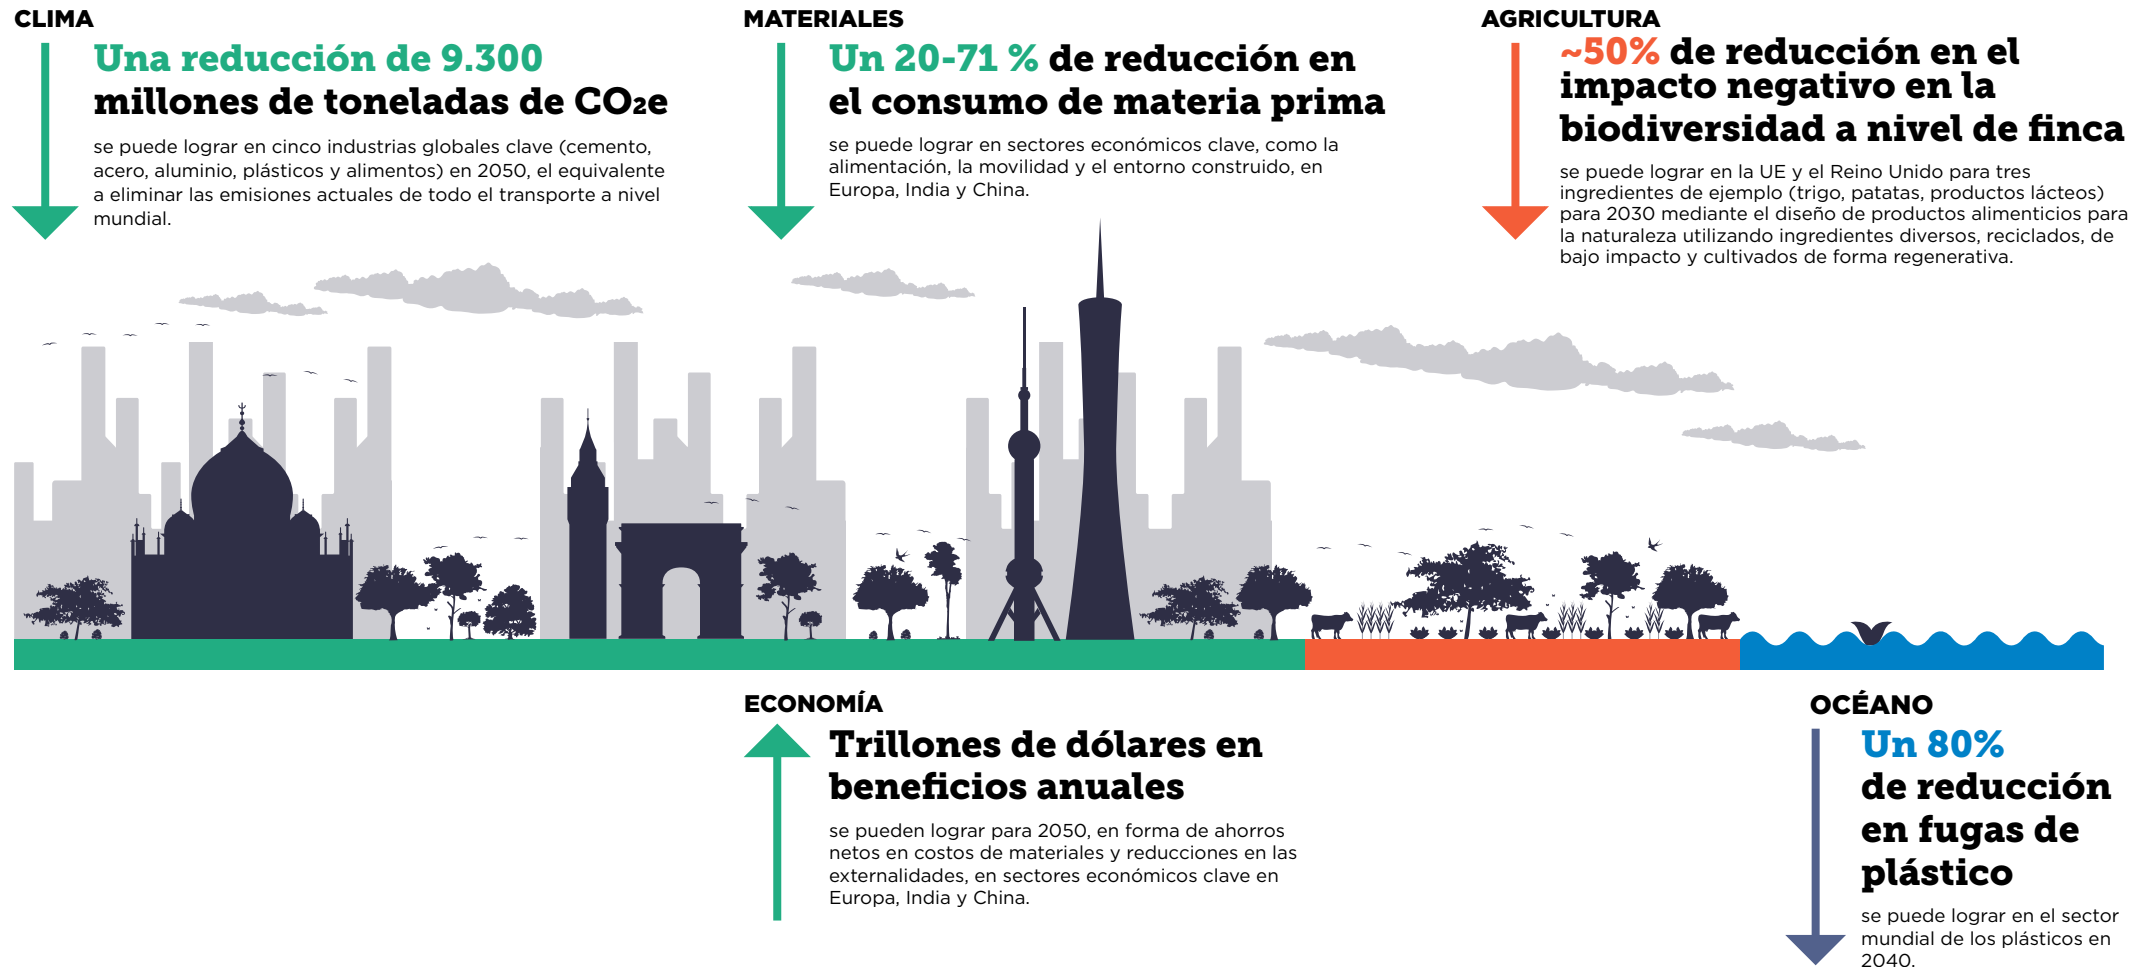 CLIMA
Una reducción de 9.300
millones de toneladas de CO₂e
se puede lograr en cinco industrias globales clave (cemento,
acero, aluminio, plásticos y alimentos) en 2050, el equivalente
a eliminar las emisiones actuales de todo el transporte a nivel
mundial.
MATERIALES
Un 20-71 % de reducción en
el consumo de materia prima
se puede lograr en sectores económicos clave, como la
alimentación, la movilidad y el entorno construido, en
Europa, India y China.
AGRICULTURA
~50% de reducción en el
impacto negativo en la
biodiversidad a nivel de finca
se puede lograr en la UE y el Reino Unido para tres
ingredientes de ejemplo (trigo, patatas, productos lácteos)
para 2030 mediante el diseño de productos alimenticios para
la naturaleza utilizando ingredientes diversos, reciclados, de
bajo impacto y cultivados de forma regenerativa.
ECONOMÍA
Trillones de dólares en
beneficios anuales
se pueden lograr para 2050, en forma de ahorros
netos en costos de materiales y reducciones en las
externalidades, en sectores económicos clave en
Europa, India y China.
OCÉANO
Un 80%
de reducción
en fugas de
plástico
se puede lograr en el sector
mundial de los plásticos en
2040.